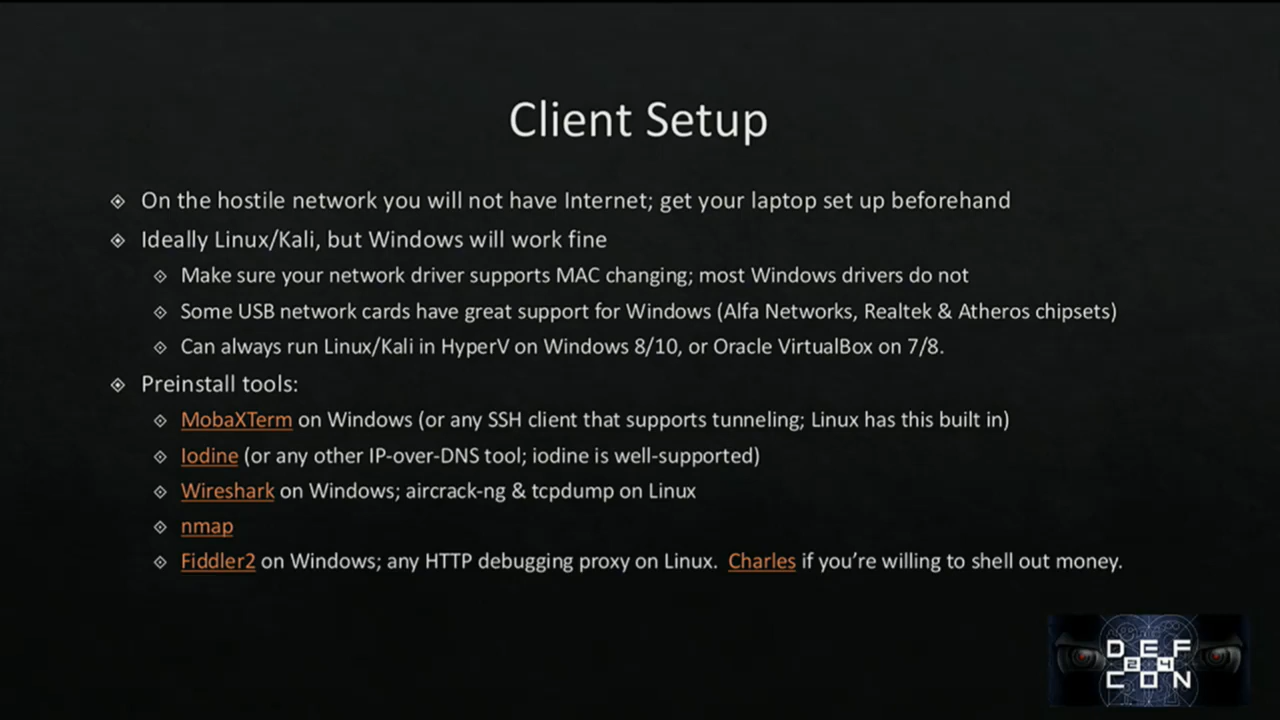 Client Setup
On the hostile network you will not have Internet; get your laptop set up beforehand
Ideally Linux/Kali, but Windows will work fine
Make sure your network driver supports MAC changing; most Windows drivers do not
Some USB network cards have great support for Windows (Alfa Networks, Realtek & Atheros chipsets)
Can always run Linux/Kali in HyperV on Windows 8/10, or Oracle VirtualBox on 7/8.
Preinstall tools:
MobaXTerm on Windows (or any SSH client that supports tunneling; Linux has this built in)
Iodine (or any other IP-over-DNS tool; iodine is well-supported)
Wireshark on Windows; aircrack-ng & tcpdump on Linux
nmap
Fiddler2 on Windows; any HTTP debugging proxy on Linux.  Charles if you’re willing to shell out money.
DEF
24
CON